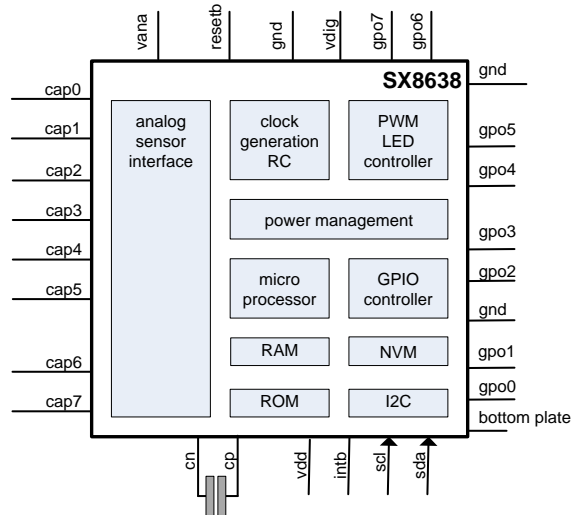 vana
resetb
gnd
vdig
gpo7
gpo6
SX8638
gnd
cap0
cap1
cap2
cap3
cap4
cap5
cap6
cap7
analog
sensor
interface
clock
generation
RC
PWM
LED
controller
power management
micro
processor
GPIO
controller
RAM
NVM
ROM
I2C
gpo5
gpo4
gpo3
gpo2
gnd
gpo1
gpo0
bottom plate
cn
cp
vdd
intb
scl
sda